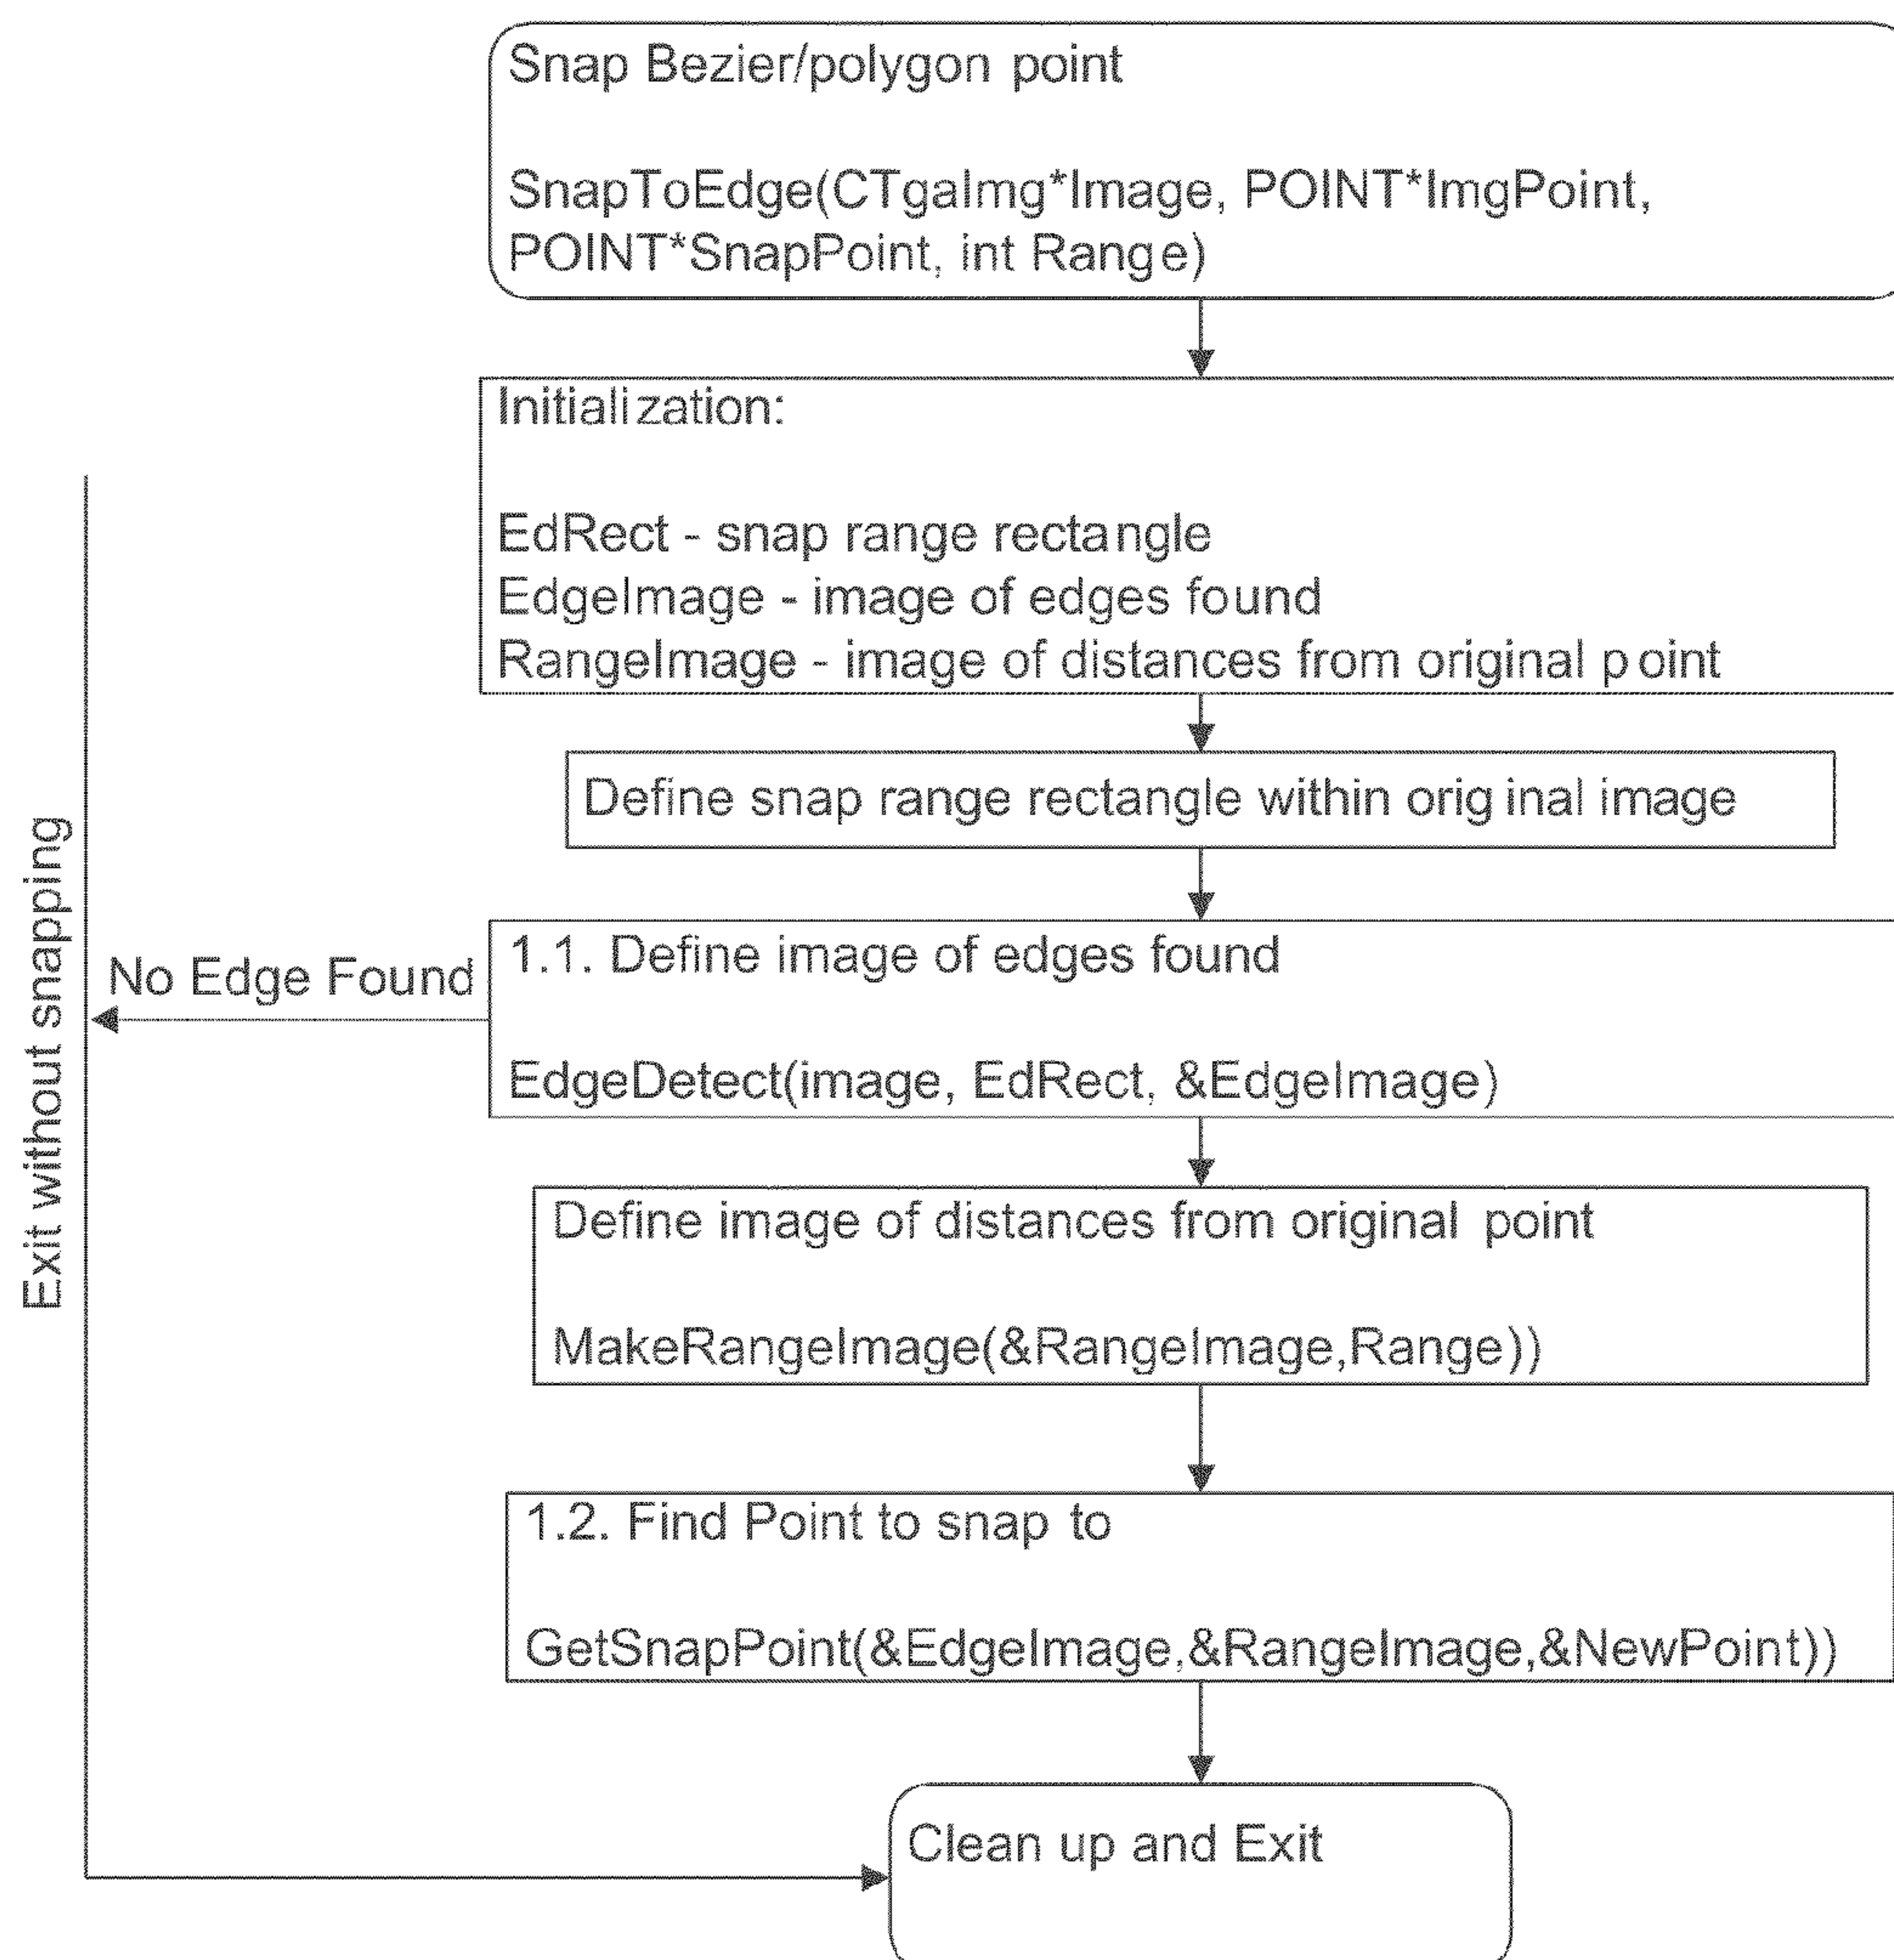 Snap Bezier/polygon point
SnapToEdge(CTgaImg*Image, POINT*ImgPoint,
POINT*SnapPoint, int Range)
Initialization:
EdRect - snap range rectangle
EdgeImage - image of edges found
RangeImage - image of distances from original point
Define snap range rectangle within original image
Exit without snapping
No Edge Found
1.1. Define image of edges found
EdgeDetect(image, EdRect, &EdgeImage)
Define image of distances from original point
MakeRangeImage(&RangeImage,Range))
1.2. Find Point to snap to
GetSnapPoint(&EdgeImage,&RangeImage,&NewPoint))
Clean up and Exit